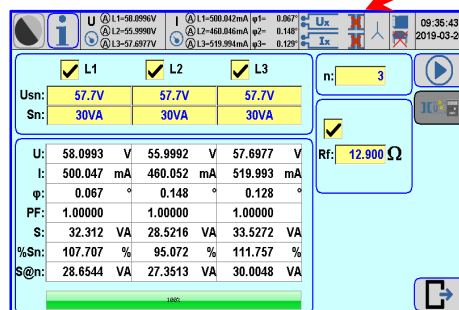 U A L1=58.0996V I A L1=500.042mA φ1= 0.067° Ux 09:35:43
A L2=55.9990V A L2=460.046mA φ2= 0.148° 2019-03-20
A L3=57.6977V A L3=519.994mA φ3= 0.129° Ix
L1 L2 L3 n: 3
Usn: 57.7V 57.7V 57.7V
Sn: 30VA 30VA 30VA
Rf: 12.900 Ω
U: 58.0993 V 55.9992 V 57.6977 V
I: 500.047 mA 460.052 mA 519.993 mA
φ: 0.067 ° 0.148 ° 0.128 °
PF: 1.00000 1.00000 1.00000
S: 32.312 VA 28.5216 VA 33.5272 VA
%Sn: 107.707 % 95.072 % 111.757 %
S@n: 28.6544 VA 27.3513 VA 30.0048 VA
100%